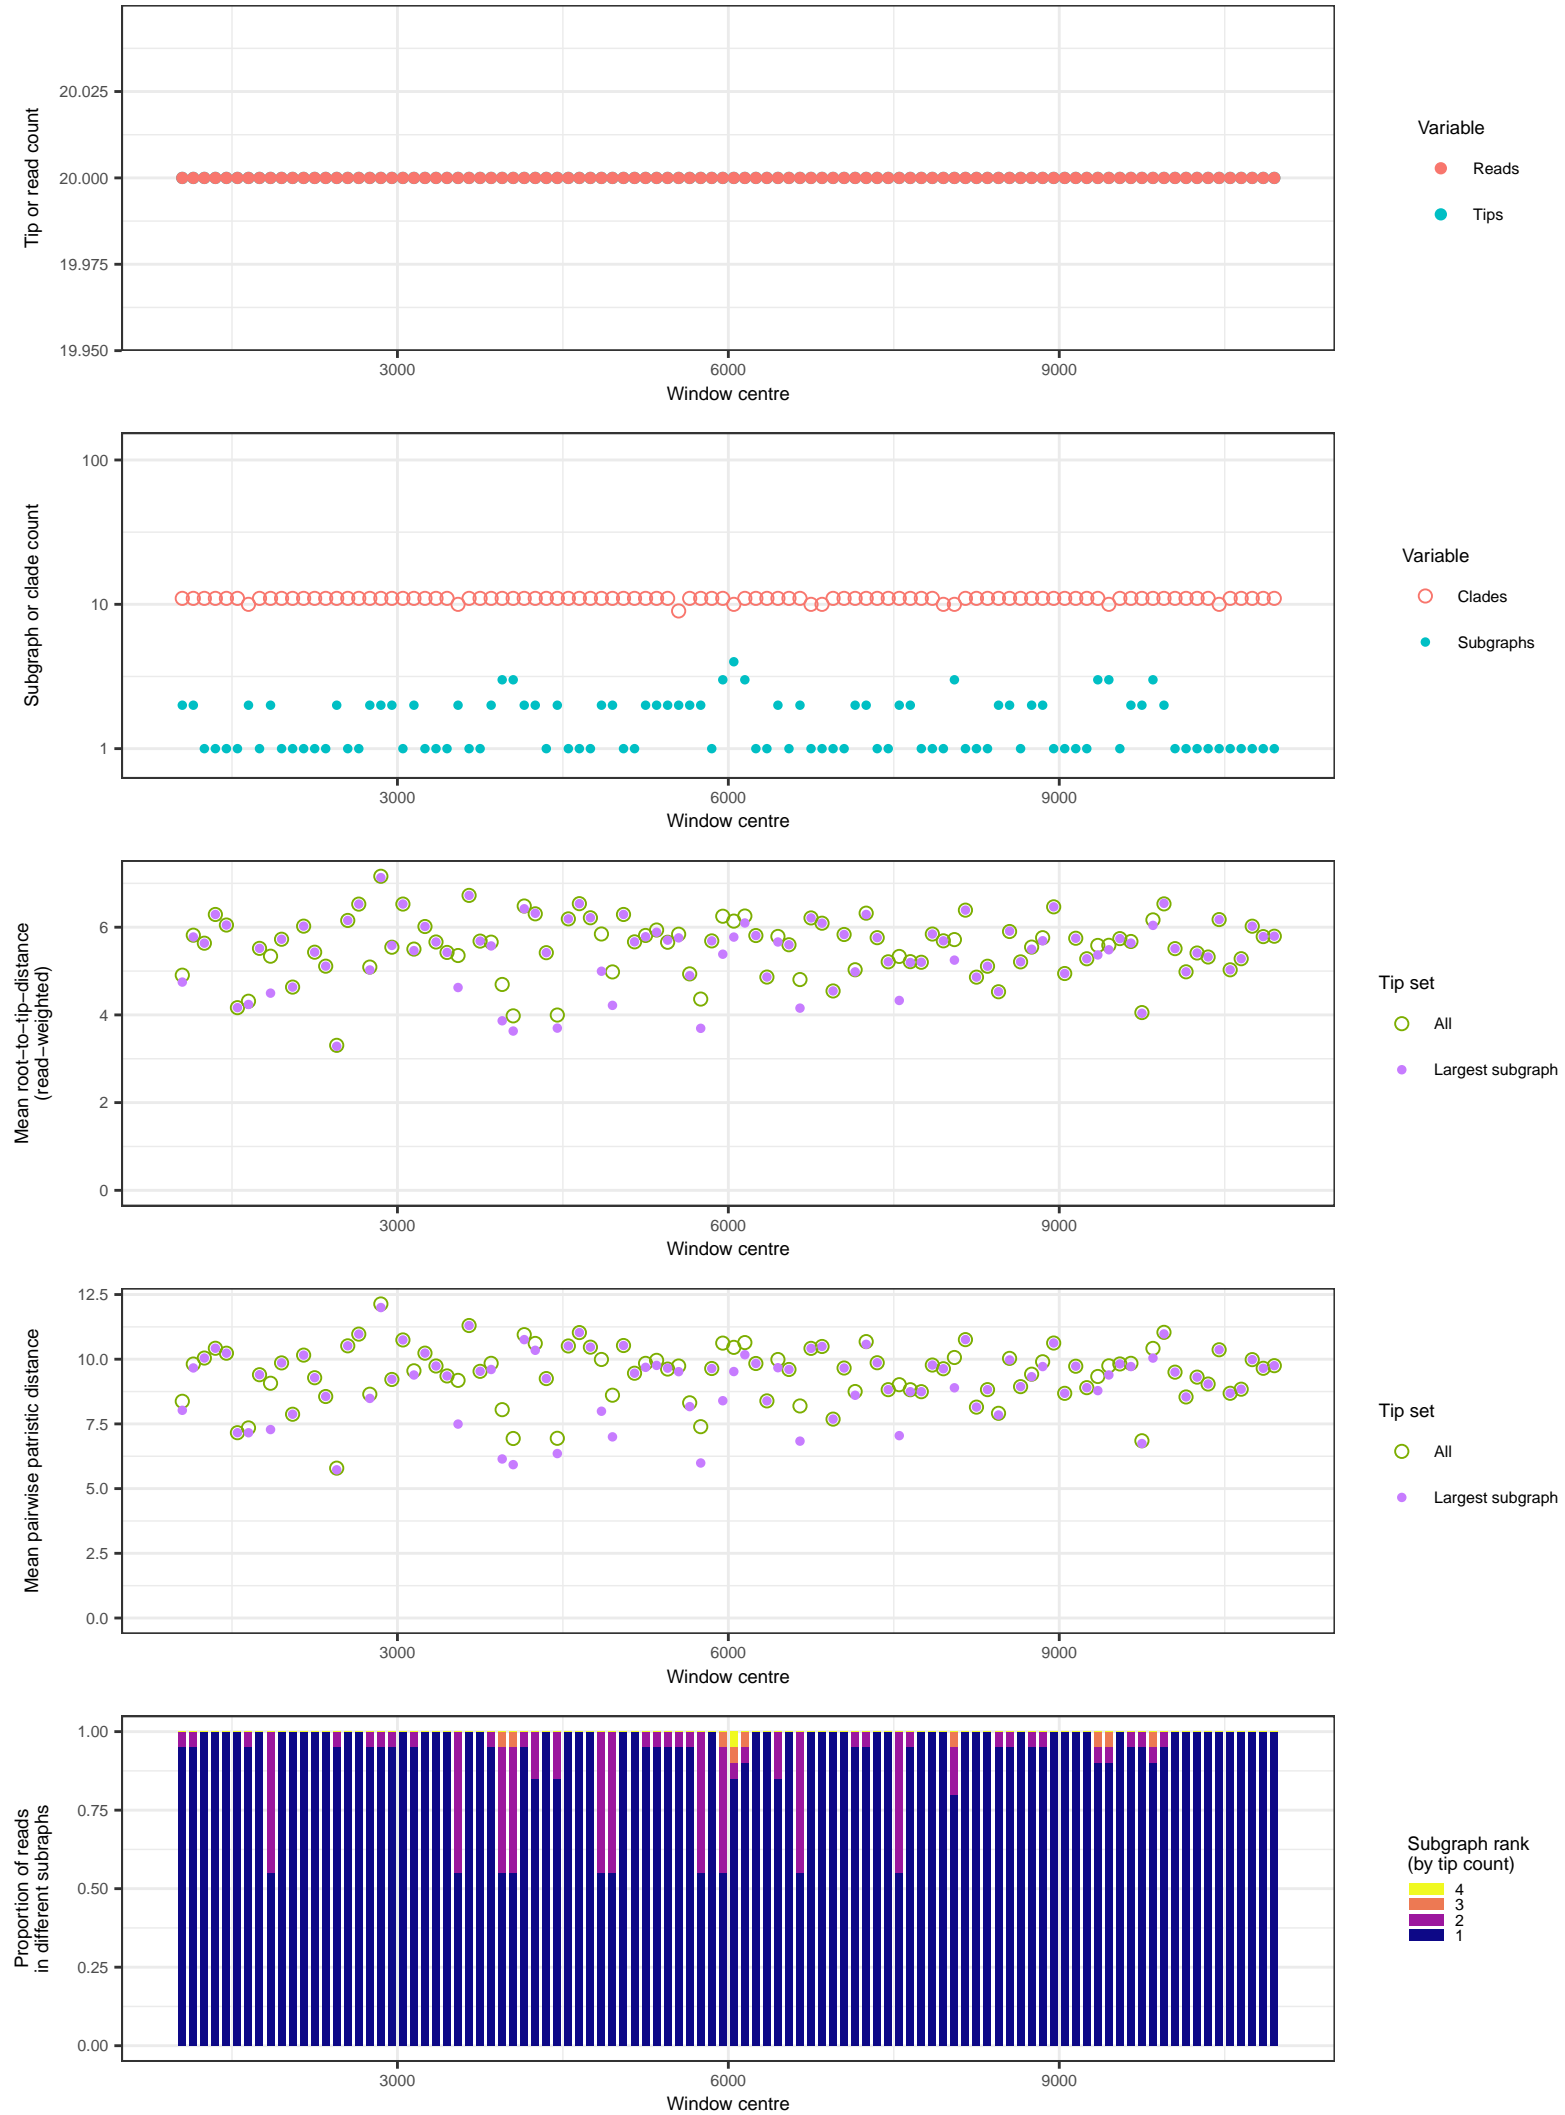 Tip or read count
20.025
20.000
19.975
19.950
3000
6000
9000
Window centre
Variable
Reads
Tips
Subgraph or clade count
100
10
1
3000
6000
9000
Window centre
Variable
Clades
Subgraphs
Mean root−to−tip−distance
(read−weighted)
6
4
2
0
3000
6000
9000
Window centre
Tip set
All
Largest subgraph
Mean pairwise patristic distance
12.5
10.0
7.5
5.0
2.5
0.0
3000
6000
9000
Window centre
Tip set
All
Largest subgraph
Proportion of reads
in different subraphs
1.00
0.75
0.50
0.25
0.00
3000
6000
9000
Window centre
Subgraph rank
(by tip count)
4
3
2
1